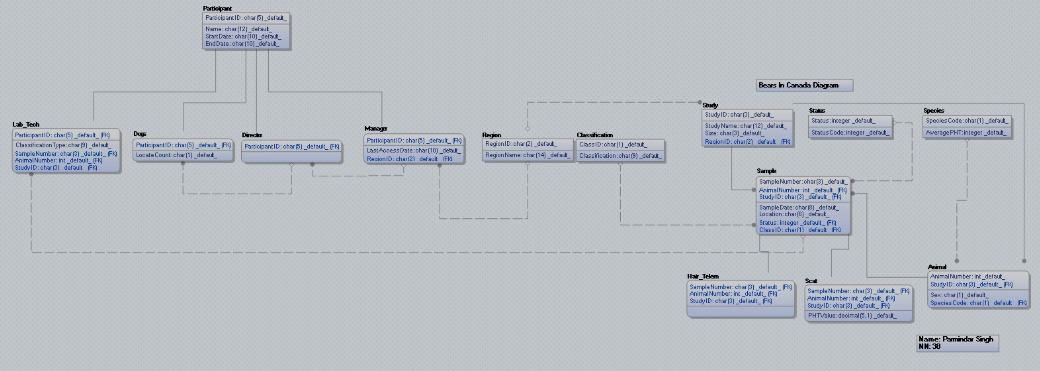 Participant
ParticipantID: char(5) _default_
Name: char(12) _default_
StartDate: char(10) _default_
EndDate: char(10) _default_
Bears In Canada Diagram
Lab_Tech
ParticipantID: char(5) _default_ (FK)
ClassificationType: char(9) _default_
SampleNumber: char(3) _default_ (FK)
AnimalNumber: int _default_ (FK)
StudyID: char(3) _default_ (FK)
Dogs
ParticipantID: char(5) _default_ (FK)
LocateCount: char(5) _default_
Director
ParticipantID: char(5) _default_ (FK)
Manager
ParticipantID: char(5) _default_ (FK)
LastAccessDate: char(10) _default_
RegionID: char(2) _default_ (FK)
Region
RegionID: char(2) _default_
RegionName: char(14) _default_
Classification
ClassID: char(1) _default_
Classification: char(9) _default_
Study
StudyID: char(3) _default_
StudyName: char(12) _default_
Size: char(3) _default_
RegionID: char(2) _default_ (FK)
Status
Status: integer _default_
StatusCode: integer _default_
Species
SpeciesCode: char(1) _default_
AveragePHT: integer _default_
Sample
SampleNumber: char(3) _default_
AnimalNumber: int _default_ (FK)
StudyID: char(3) _default_ (FK)
SampleDate: char(8) _default_
Location: char(8) _default_
Status: integer _default_ (FK)
ClassID: char(1) _default_ (FK)
Hair_Telem
SampleNumber: char(3) _default_ (FK)
AnimalNumber: int _default_ (FK)
StudyID: char(3) _default_ (FK)
Scat
SampleNumber: char(3) _default_ (FK)
AnimalNumber: int _default_ (FK)
StudyID: char(3) _default_ (FK)
PHTValue: decimal(5,1) _default_
Animal
AnimalNumber: int _default_
StudyID: char(3) _default_ (FK)
Sex: char(1) _default_
SpeciesCode: char(1) _default_ (FK)
Name: Parmindar Singh
NN: 38